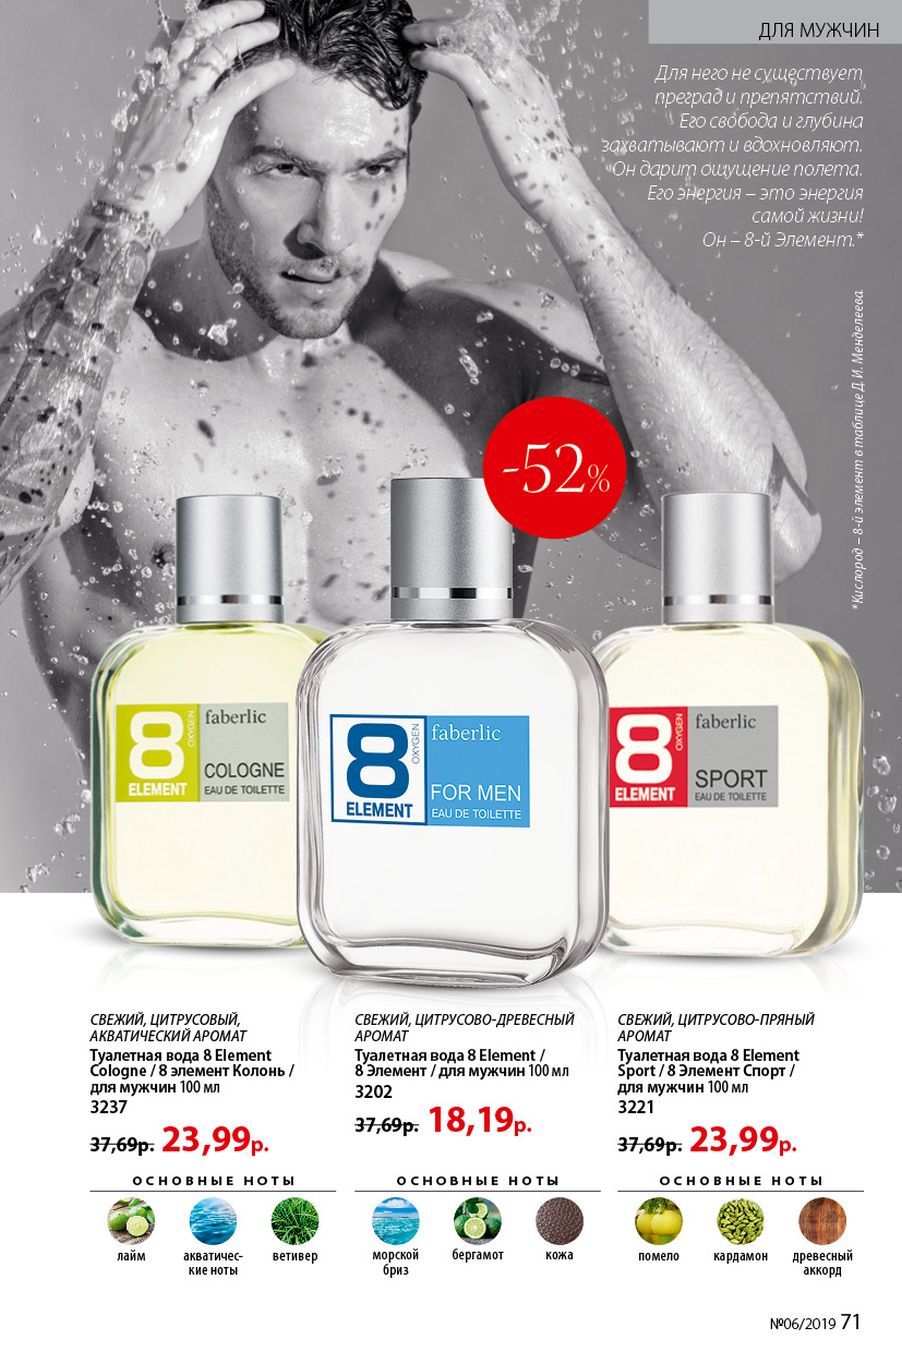 ДЛЯ МУЖЧИН
Для него не существует
преград и препятствий.
Его свобода и глубина
захватывают и вдохновляют.
Он дарит ощущение полета.
Его энергия – это энергия
самой жизни!
Он – 8-й Элемент.*
*Кислород – 8-й элемент в таблице Д. И. Менделеева.
-52%
8
OXYGEN
ELEMENT
faberlic
COLOGNE
EAU DE TOILETTE
8
OXYGEN
ELEMENT
faberlic
FOR MEN
EAU DE TOILETTE
8
OXYGEN
ELEMENT
faberlic
SPORT
EAU DE TOILETTE
СВЕЖИЙ, ЦИТРУСОВЫЙ,
АКВАТИЧЕСКИЙ АРОМАТ
Туалетная вода 8 Element
Cologne / 8 элемент Колонь /
для мужчин 100 мл
3237
37,69р. 23,99р.
ОСНОВНЫЕ НОТЫ
лайм
акватичес-
кие ноты
ветивер
СВЕЖИЙ, ЦИТРУСОВО-ДРЕВЕСНЫЙ
АРОМАТ
Туалетная вода 8 Element /
8 Элемент / для мужчин 100 мл
3202
37,69р. 18,19р.
ОСНОВНЫЕ НОТЫ
морской
бриз
бергамот
кожа
СВЕЖИЙ, ЦИТРУСОВО-ПРЯНЫЙ
АРОМАТ
Туалетная вода 8 Element
Sport / 8 Элемент Спорт /
для мужчин 100 мл
3221
37,69р. 23,99р.
ОСНОВНЫЕ НОТЫ
помело
кардамон
древесный
аккорд
№06/2019 71